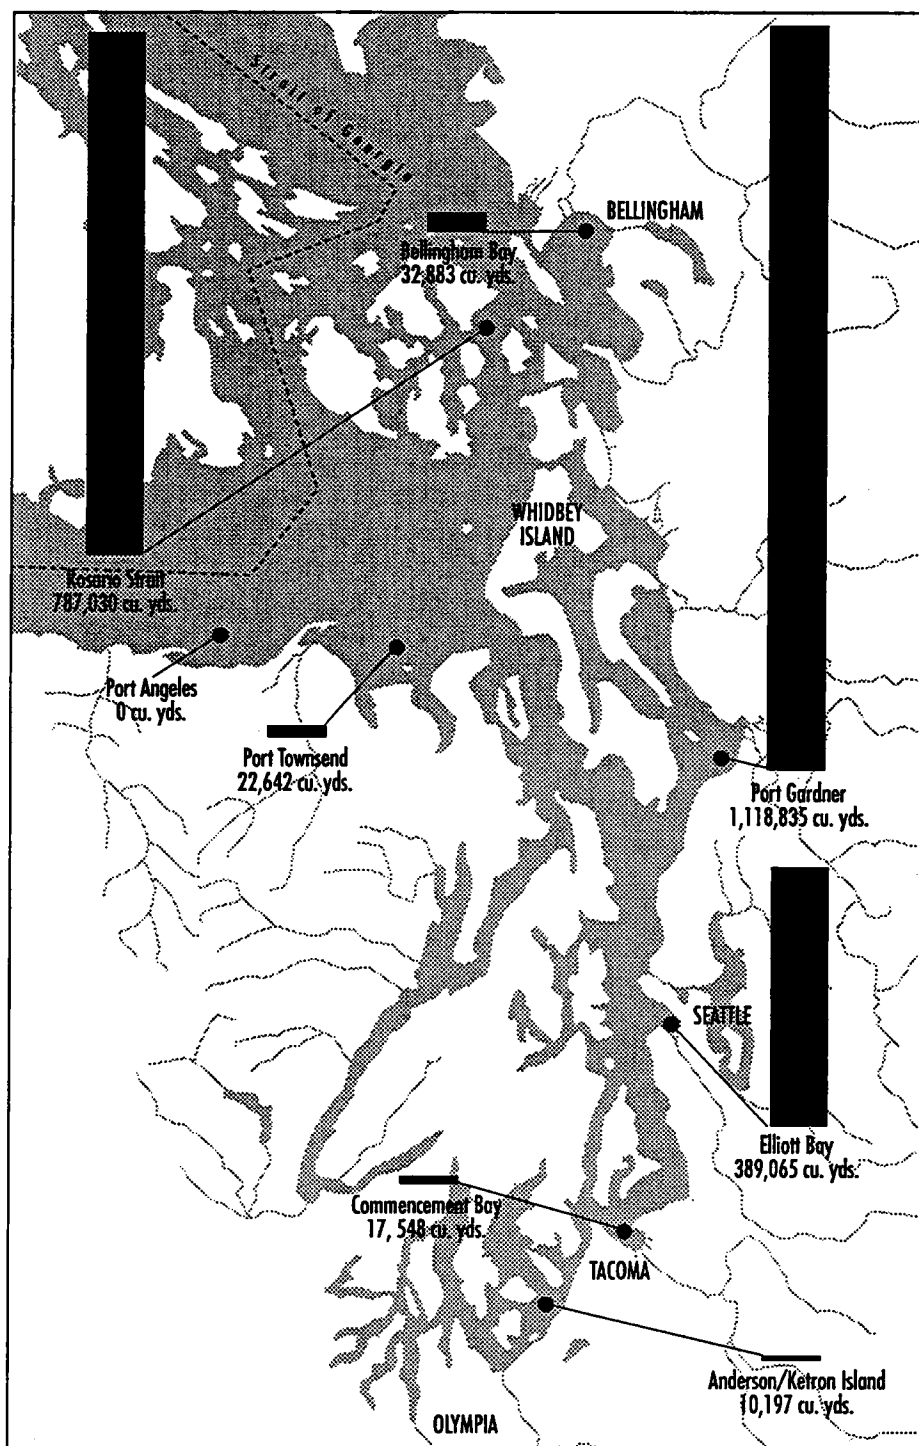 Strait of Georgia
BELLINGHAM
Bellingham Bay
32,883 cu. yds.
WHIDBEY
ISLAND
Rosario Strait
787,030 cu. yds.
Port Angeles
0 cu. yds.
Port Townsend
22,642 cu. yds.
Port Gardner
1,118,835 cu. yds.
SEATTLE
Elliott Bay
389,065 cu. yds.
Commencement Bay
17, 548 cu. yds.
TACOMA
Anderson/Ketron Island
10,197 cu. yds.
OLYMPIA